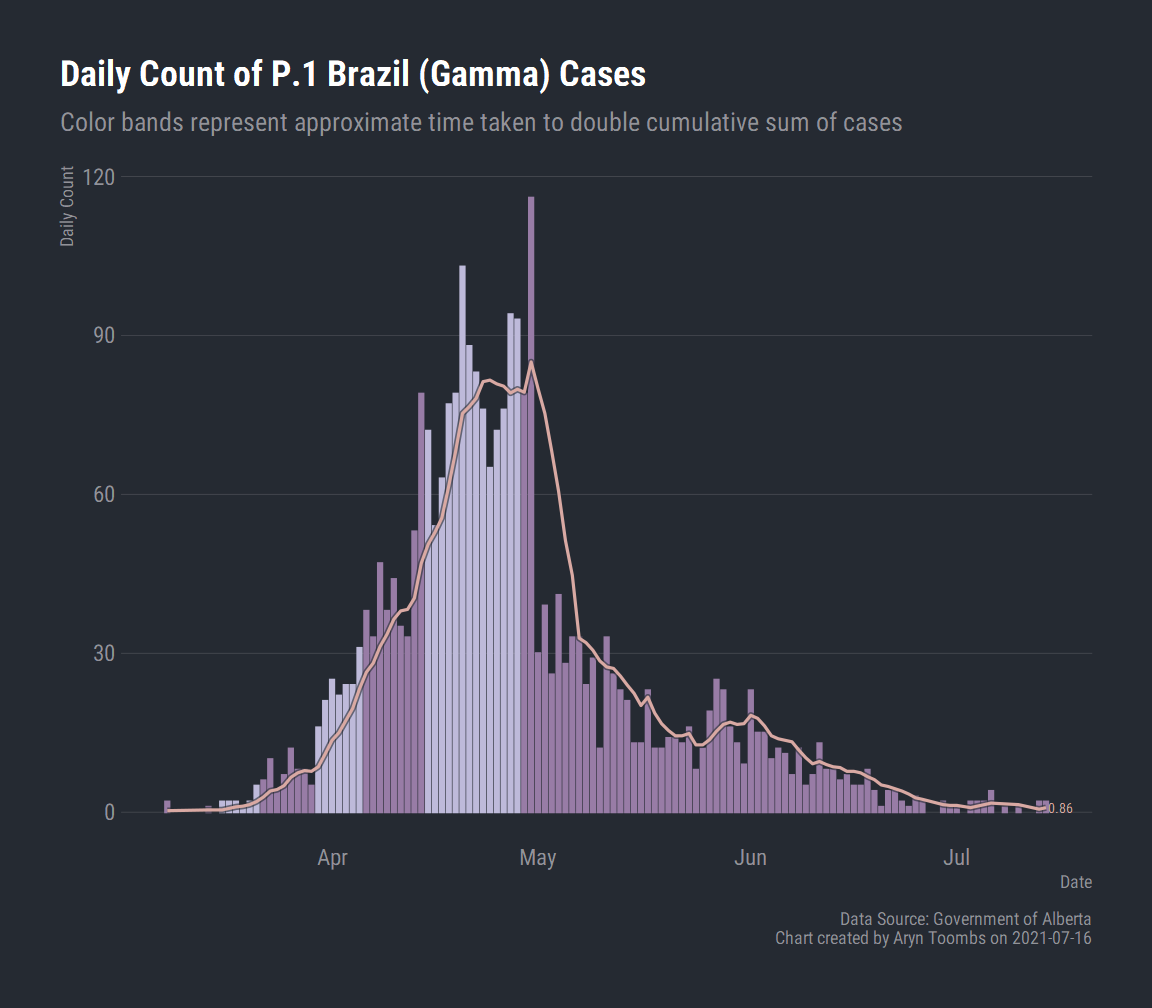 Daily Count of P.1 Brazil (Gamma) Cases
Color bands represent approximate time taken to double cumulative sum of cases
Daily Count
120
90
60
30
0
0.86
Apr May Jun Jul
Date
Data Source: Government of Alberta
Chart created by Aryn Toombs on 2021-07-16